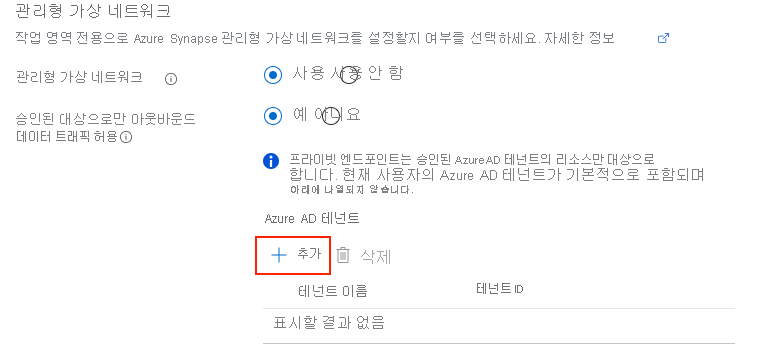 관리형 가상 네트워크
작업 영역 전용으로 Azure Synapse 관리형 가상 네트워크를 설정할지 여부를 선택하세요. 자세한 정보
관리형 가상 네트워크
사용 사용 안 함
승인된 대상으로만 아웃바운드
데이터 트래픽 허용
예 아니요
프라이빗 엔드포인트는 승인된 AzureAD 테넌트의 리소스만 대상으로
합니다. 현재 사용자의 Azure AD 테넌트가 기본적으로 포함되며
아래에 나열되지 않습니다.
Azure AD 테넌트
추가 삭제
테넌트 이름 테넌트 ID
표시할 결과 없음